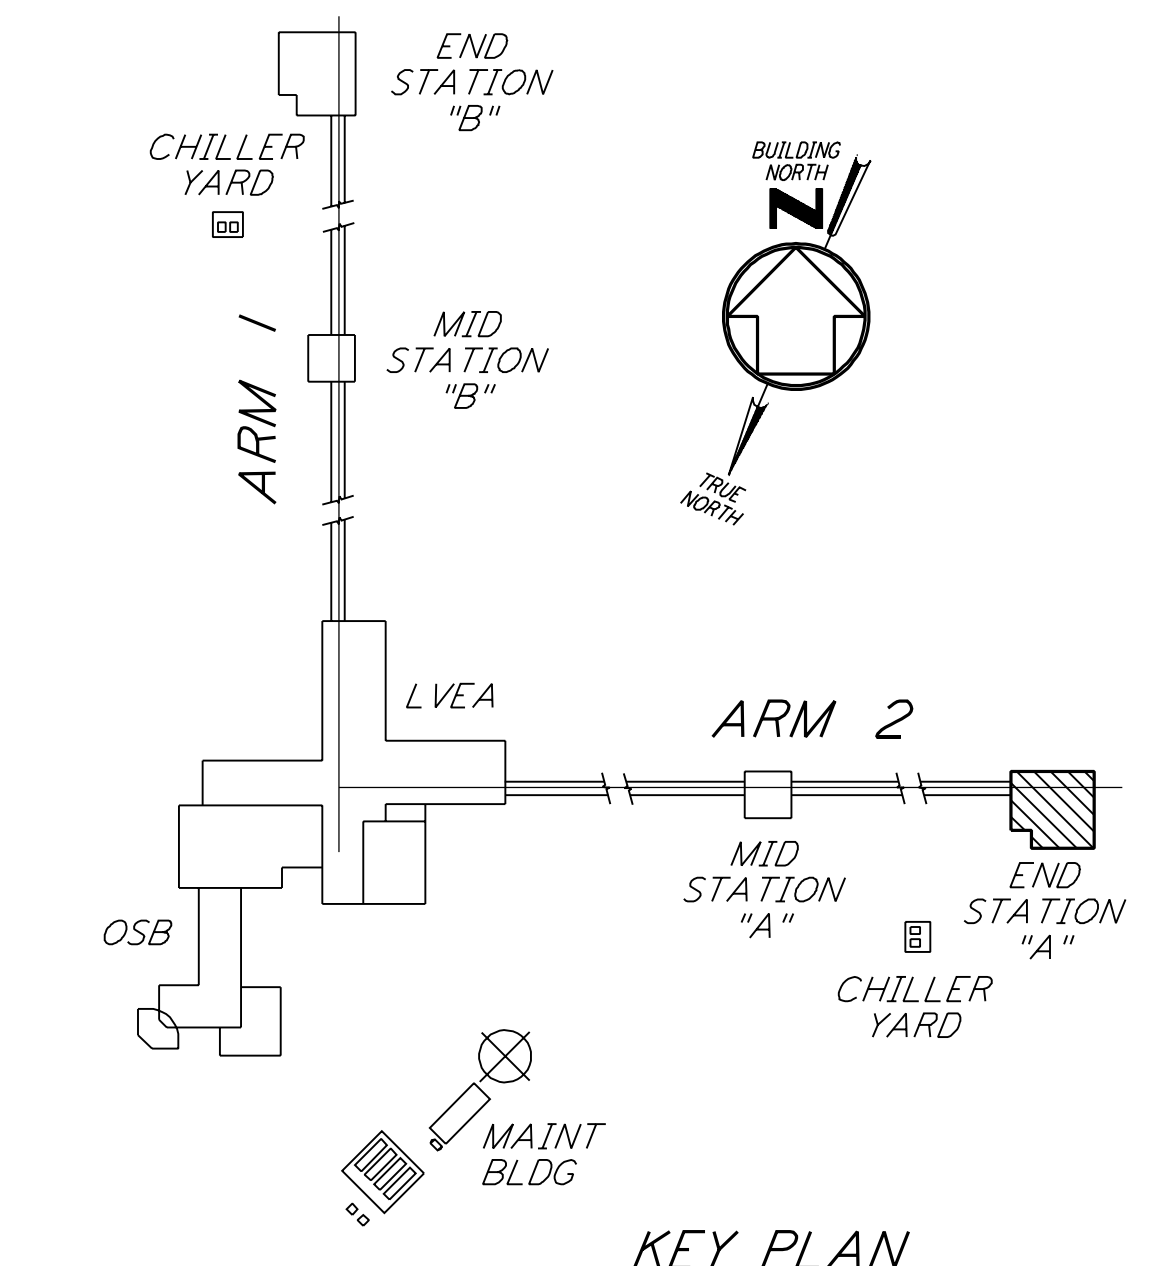 END
STATION
"B"
CHILLER
YARD
BUILDING
NORTH
N
ARM 1
MID
STATION
"B"
TRUE
NORTH
LVEA
ARM 2
MID
STATION
"A"
END
STATION
"A"
OSB
CHILLER
YARD
MAINT
BLDG
KEY PLAN